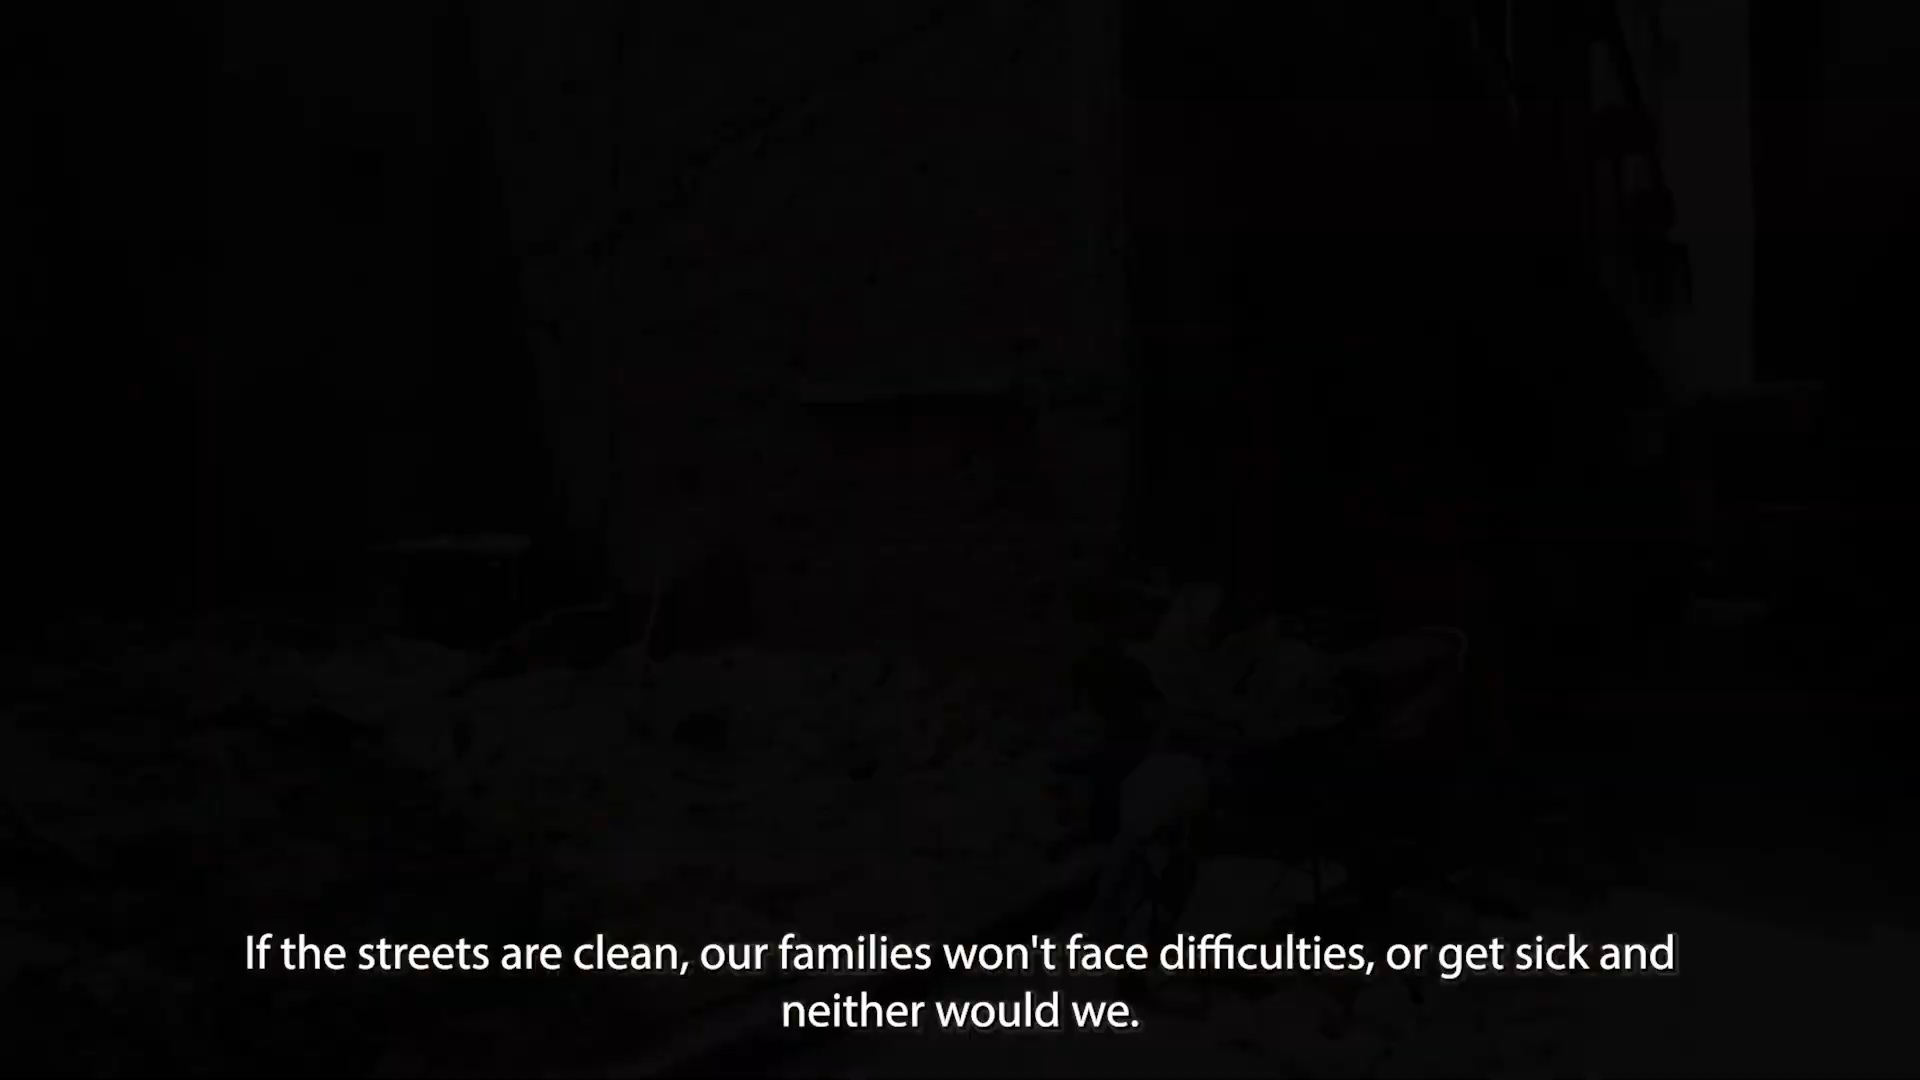 If the streets are clean, our families won't face difficulties, or get sick and
neither would we.